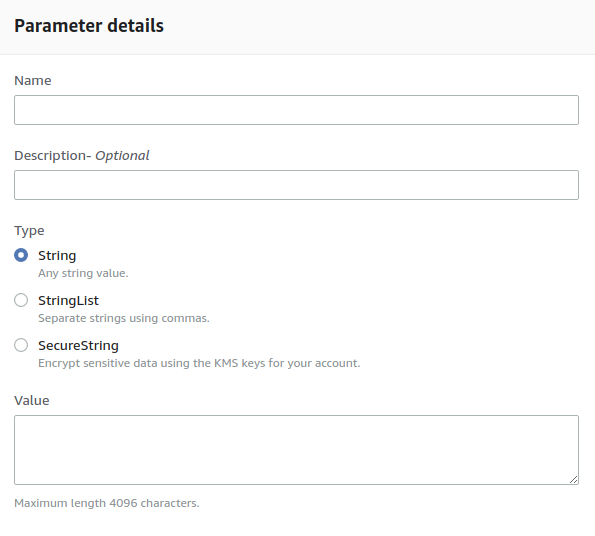 Parameter details
Name
Description- Optional
Type
String
Any string value.
StringList
Separate strings using commas.
SecureString
Encrypt sensitive data using the KMS keys for your account.
Value
Maximum length 4096 characters.